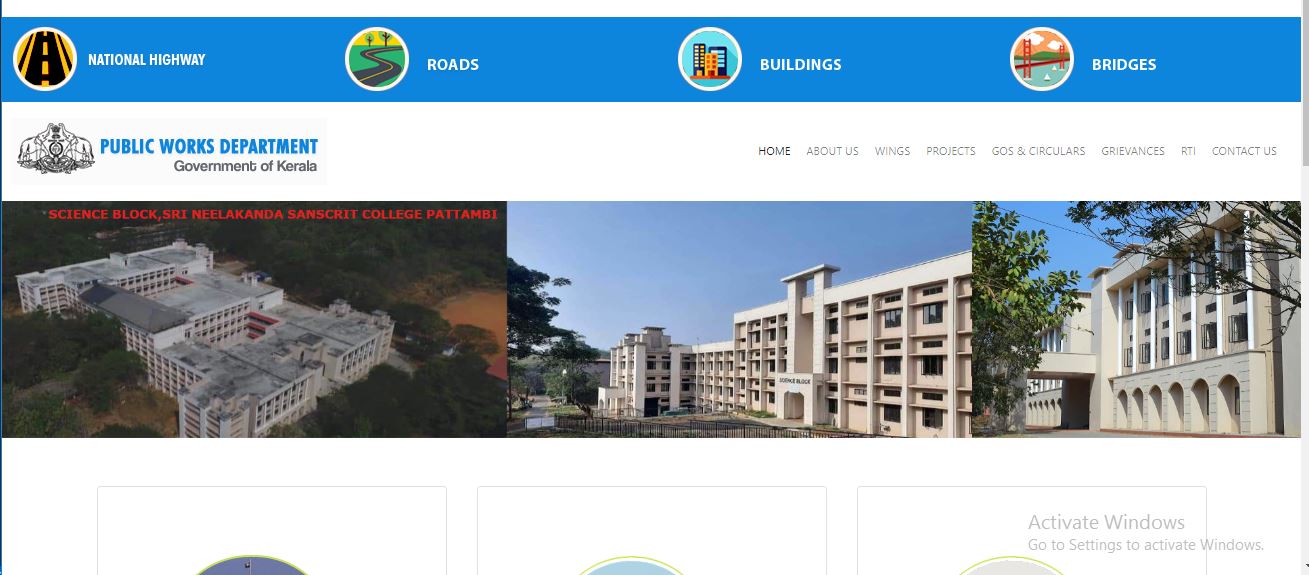 NATIONAL HIGHWAY
ROADS
BUILDINGS
BRIDGES
PUBLIC WORKS DEPARTMENT
Government of Kerala
HOME ABOUT US WINGS PROJECTS GOS & CIRCULARS GRIEVANCES RTI CONTACT US
SCIENCE BLOCK,SRI NEELAKANDA SANSCRIT COLLEGE PATTAMBI
SCIENCE BLOCK
Activate Windows
Go to Settings to activate Windows.